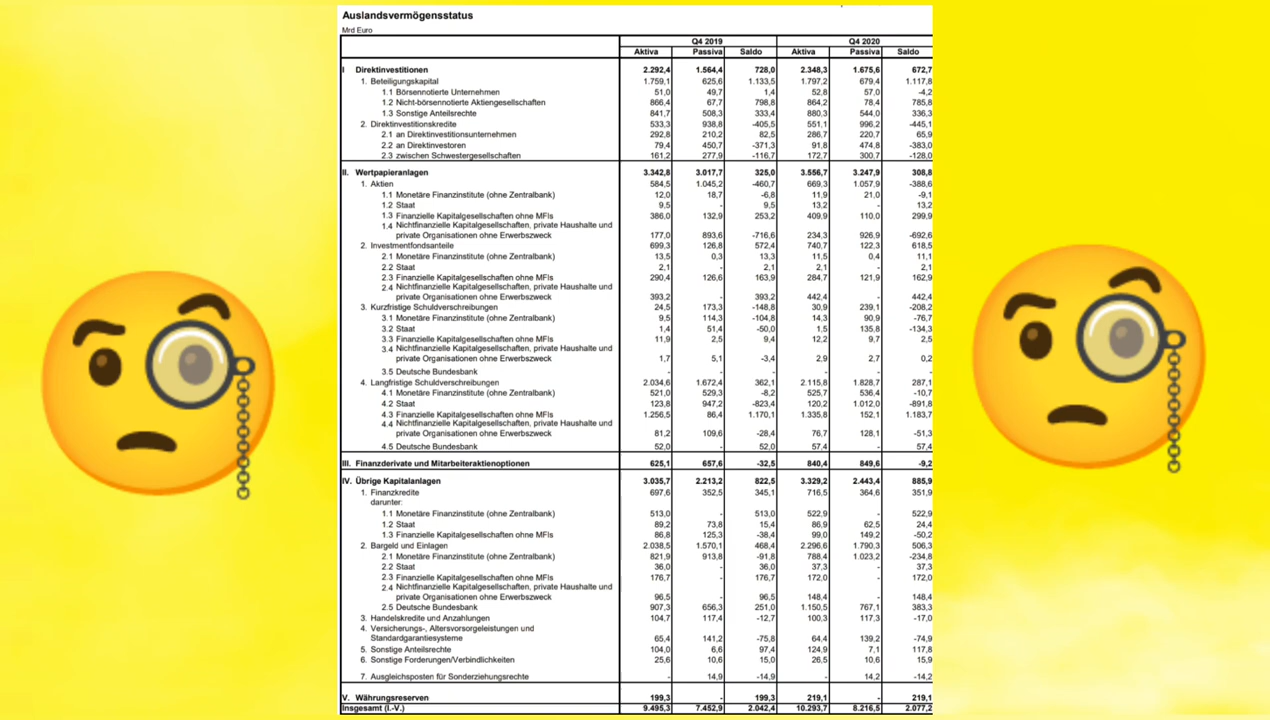 Auslandsvermögensstatus
Mrd Euro
Q4 2019 Q4 2020
Aktiva Passiva Saldo Aktiva Passiva Saldo
I Direktinvestitionen 2.292,4 1.564,4 728,0 2.348,3 1.675,6 672,7
1. Beteiligungskapital 1.759,1 625,6 1.133,5 1.797,2 679,4 1.117,8
1.1 Börsennotierte Unternehmen 51,0 49,7 1,4 52,8 57,0 -4,2
1.2 Nicht-börsennotierte Aktiengesellschaften 866,4 67,7 798,8 864,2 78,4 785,8
1.3 Sonstige Anteilsrechte 841,7 508,3 333,4 880,3 544,0 336,3
2. Direktinvestitionskredite 533,3 938,8 -405,5 551,1 996,2 -445,1
2.1 an Direktinvestitionsunternehmen 292,8 210,2 82,5 286,7 220,7 65,9
2.2 an Direktinvestoren 79,4 450,7 -371,3 91,8 474,8 -383,0
2.3 zwischen Schwestergesellschaften 161,2 277,9 -116,7 172,7 300,7 -128,0
II. Wertpapieranlagen 3.342,8 3.017,7 325,0 3.556,7 3.247,9 308,8
1. Aktien 584,5 1.045,2 -460,7 669,3 1.057,9 -388,6
1.1 Monetäre Finanzinstitute (ohne Zentralbank) 12,0 18,7 -6,8 11,9 21,0 -9,1
1.2 Staat 9,5 - 9,5 13,2 - 13,2
1.3 Finanzielle Kapitalgesellschaften ohne MFIs 386,0 132,9 253,2 409,9 110,0 299,9
1.4 Nichtfinanzielle Kapitalgesellschaften, private Haushalte und
private Organisationen ohne Erwerbszweck 177,0 893,6 -716,6 234,3 926,9 -692,6
2. Investmentfondsanteile 699,3 126,8 572,4 740,7 122,3 618,5
2.1 Monetäre Finanzinstitute (ohne Zentralbank) 13,5 0,3 13,3 11,5 0,4 11,1
2.2 Staat 2,1 - 2,1 2,1 - 2,1
2.3 Finanzielle Kapitalgesellschaften ohne MFIs 290,4 126,6 163,9 284,7 121,9 162,9
2.4 Nichtfinanzielle Kapitalgesellschaften, private Haushalte und
private Organisationen ohne Erwerbszweck 393,2 - 393,2 442,4 - 442,4
3. Kurzfristige Schuldverschreibungen 24,5 173,3 -148,8 30,9 239,1 -208,2
3.1 Monetäre Finanzinstitute (ohne Zentralbank) 9,5 114,3 -104,8 14,3 90,9 -76,7
3.2 Staat 1,4 51,4 -50,0 1,5 135,8 -134,3
3.3 Finanzielle Kapitalgesellschaften ohne MFIs 11,9 2,5 9,4 12,2 9,7 2,5
3.4 Nichtfinanzielle Kapitalgesellschaften, private Haushalte und
private Organisationen ohne Erwerbszweck 1,7 5,1 -3,4 2,9 2,7 0,2
3.5 Deutsche Bundesbank - - - - - -
4. Langfristige Schuldverschreibungen 2.034,6 1.672,4 362,1 2.115,8 1.828,7 287,1
4.1 Monetäre Finanzinstitute (ohne Zentralbank) 521,0 529,3 -8,2 525,7 536,4 -10,7
4.2 Staat 123,8 947,2 -823,4 120,2 1.012,0 -891,8
4.3 Finanzielle Kapitalgesellschaften ohne MFIs 1.256,5 86,4 1.170,1 1.335,8 152,1 1.183,7
4.4 Nichtfinanzielle Kapitalgesellschaften, private Haushalte und
private Organisationen ohne Erwerbszweck 81,2 109,6 -28,4 76,7 128,1 -51,3
4.5 Deutsche Bundesbank 52,0 - 52,0 57,4 - 57,4
III. Finanzderivate und Mitarbeiteraktienoptionen 625,1 657,6 -32,5 840,4 849,6 -9,2
IV. Übrige Kapitalanlagen 3.035,7 2.213,2 822,5 3.329,2 2.443,4 885,9
1. Finanzkredite 697,6 352,5 345,1 716,5 364,6 351,9
darunter:
1.1 Monetäre Finanzinstitute (ohne Zentralbank) 513,0 - 513,0 522,9 - 522,9
1.2 Staat 89,2 73,8 15,4 86,9 62,5 24,4
1.3 Finanzielle Kapitalgesellschaften ohne MFIs 86,8 125,3 -38,4 99,0 149,2 -50,2
2. Bargeld und Einlagen 2.038,5 1.570,1 468,4 2.296,6 1.790,3 506,3
2.1 Monetäre Finanzinstitute (ohne Zentralbank) 821,9 913,8 -91,8 788,4 1.023,2 -234,8
2.2 Staat 36,0 - 36,0 37,3 - 37,3
2.3 Finanzielle Kapitalgesellschaften ohne MFIs 176,7 - 176,7 172,0 - 172,0
2.4 Nichtfinanzielle Kapitalgesellschaften, private Haushalte und
private Organisationen ohne Erwerbszweck 96,5 - 96,5 148,4 - 148,4
2.5 Deutsche Bundesbank 907,3 656,3 251,0 1.150,5 767,1 383,3
3. Handelskredite und Anzahlungen 104,7 117,4 -12,7 100,3 117,3 -17,0
4. Versicherungs-, Altersvorsorgeleistungen und
Standardgarantiesysteme 65,4 141,2 -75,8 64,4 139,2 -74,9
5. Sonstige Anteilsrechte 104,0 6,6 97,4 124,9 7,1 117,8
6. Sonstige Forderungen/Verbindlichkeiten 25,6 10,6 15,0 26,5 10,6 15,9
7. Ausgleichsposten für Sonderziehungsrechte - 14,9 -14,9 - 14,2 -14,2
V. Währungsreserven 199,3 - 199,3 219,1 - 219,1
Insgesamt (I.-V.) 9.495,3 7.452,9 2.042,4 10.293,7 8.216,5 2.077,2